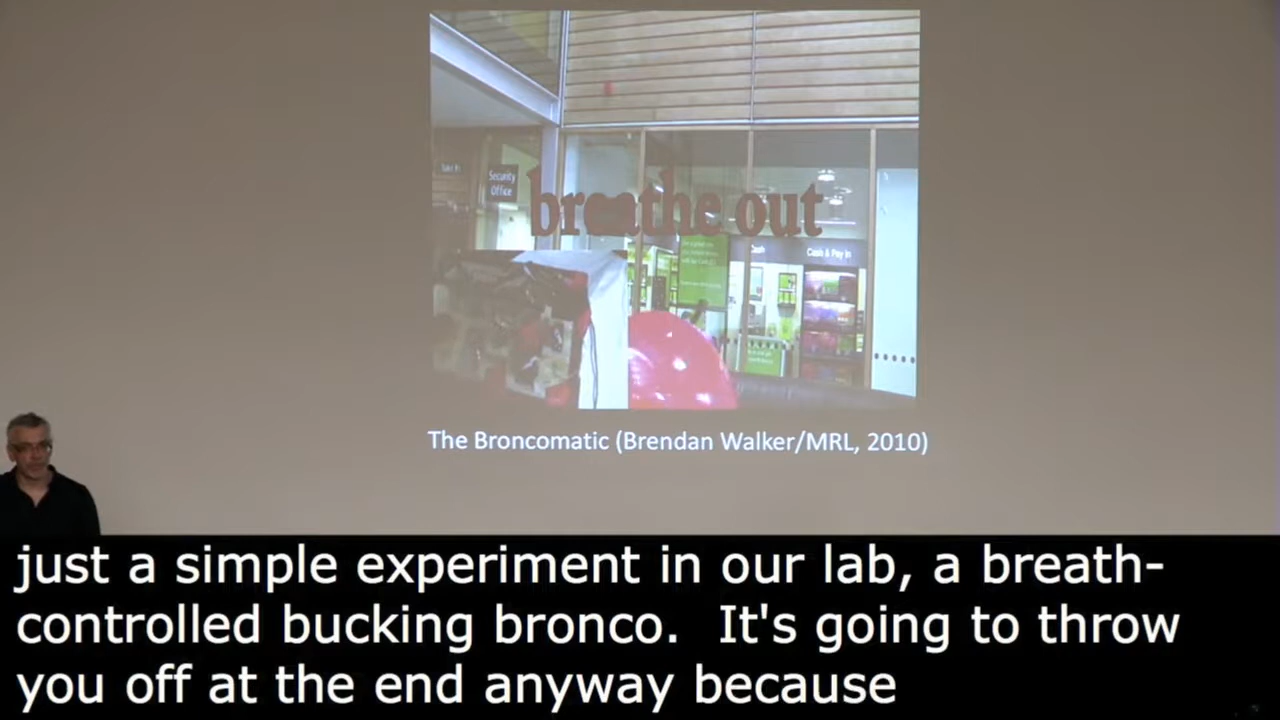 Security
Office
breathe out
Cash
Cash & Pay in
The Broncomatic (Brendan Walker/MRL, 2010)
just a simple experiment in our lab, a breath-
controlled bucking bronco.  It's going to throw
you off at the end anyway because